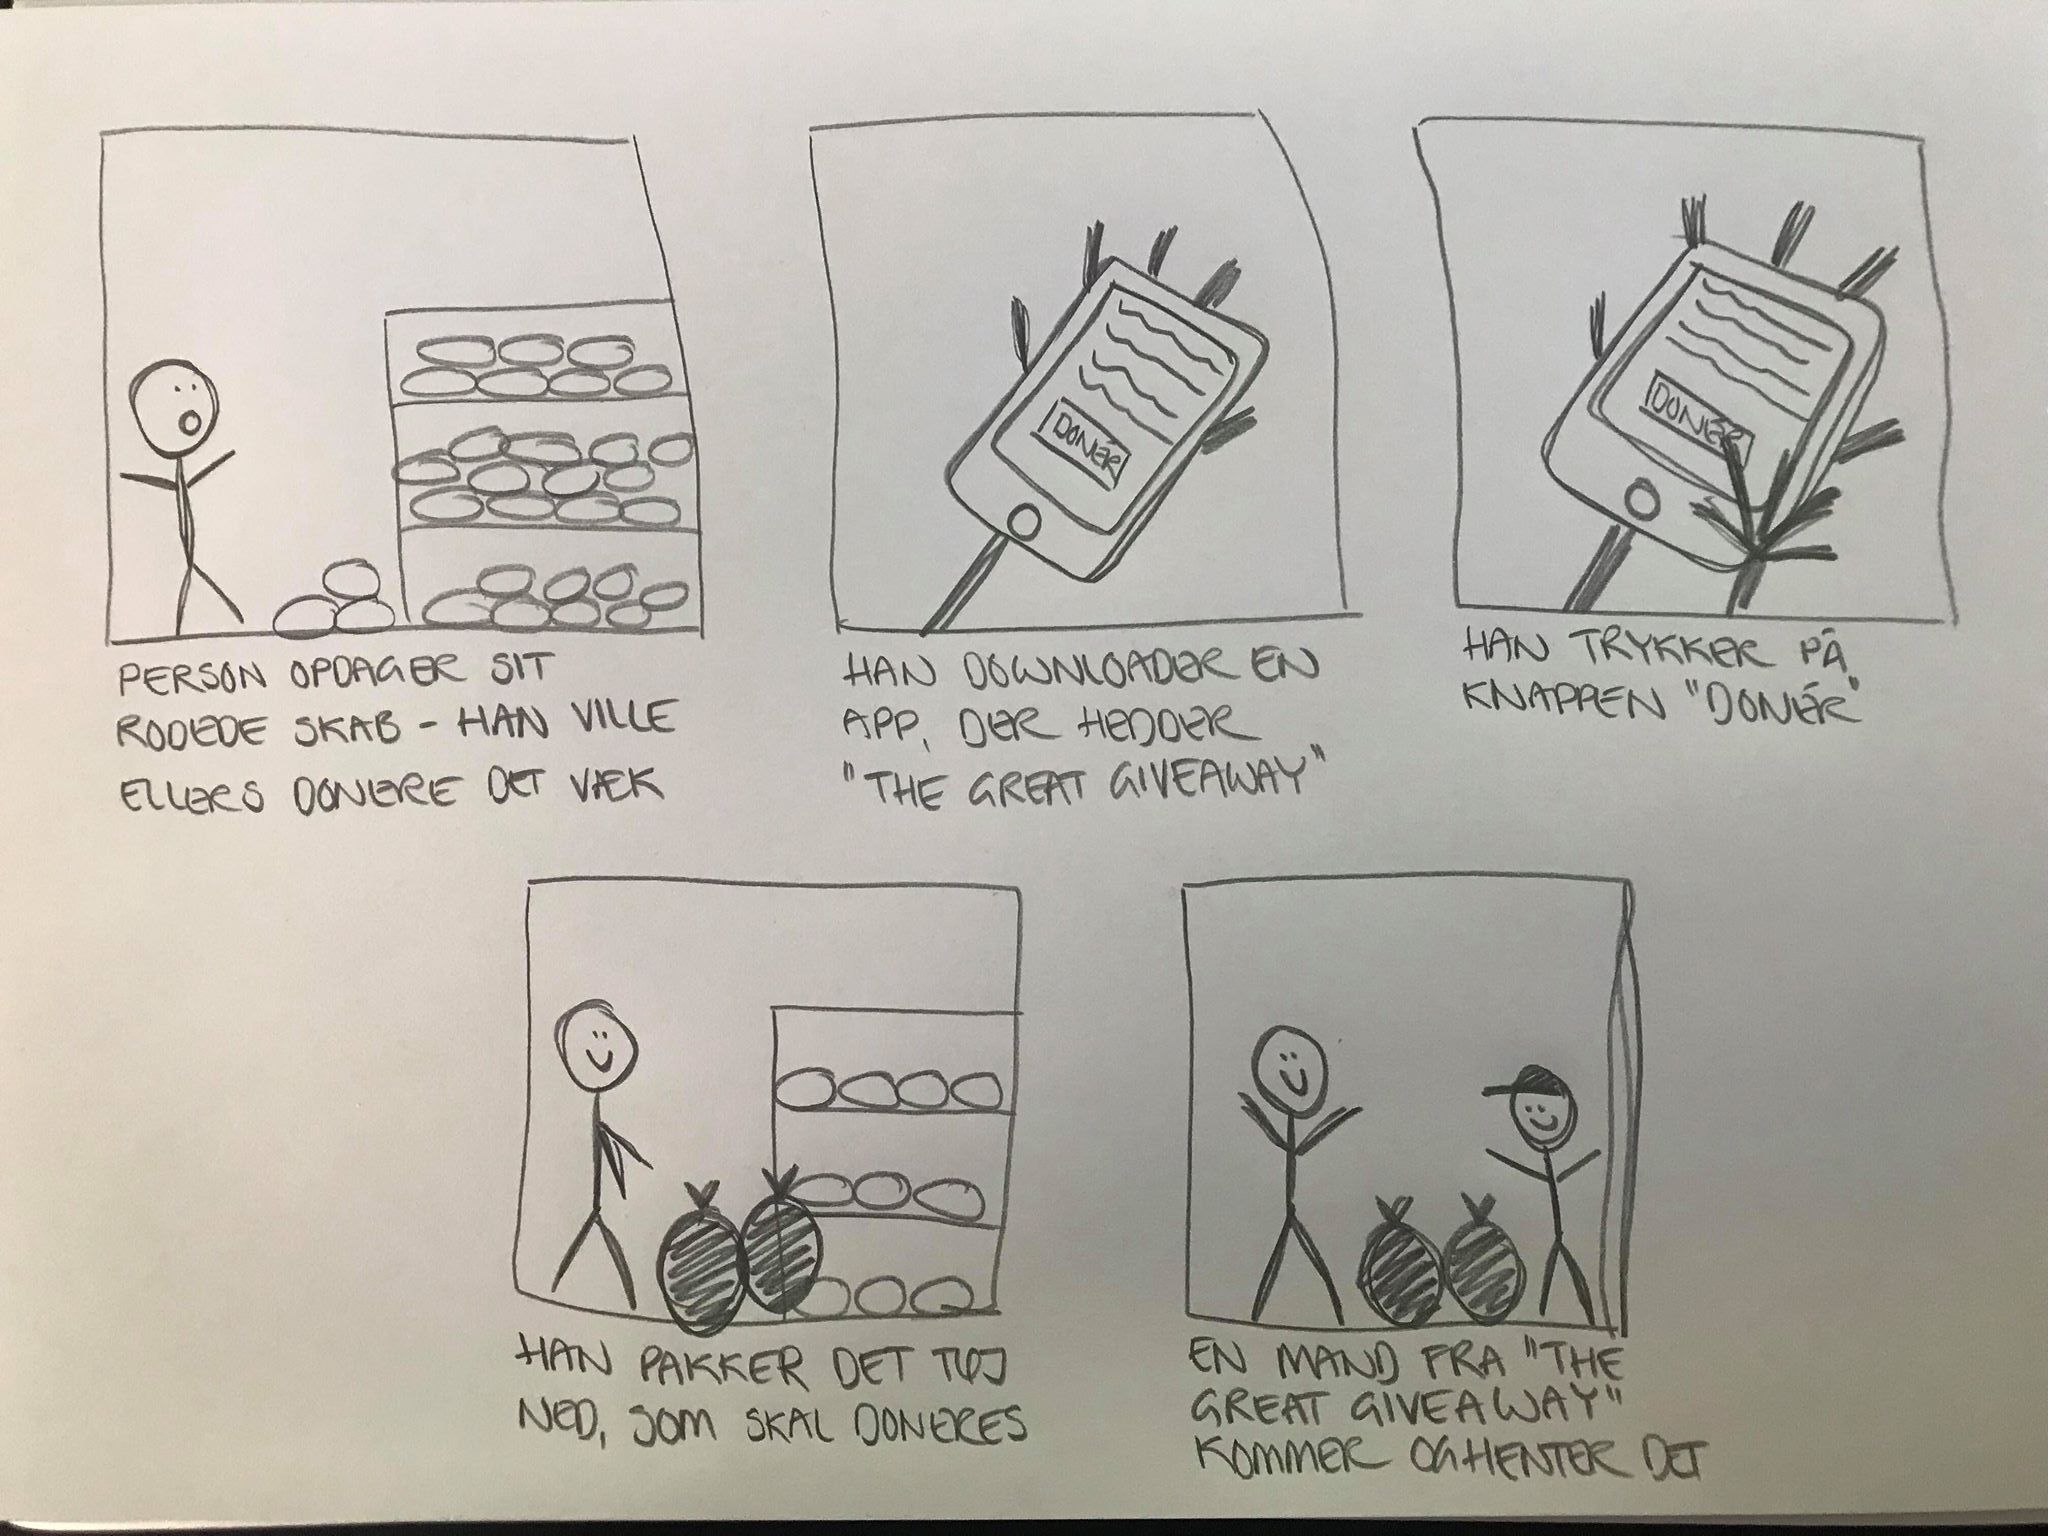 DONÉR
DONÉR
PERSON OPDAGER SIT
RODEDE SKAB - HAN VILLE
ELLERS DONERE DET VÆK
HAN DOWNLOADER EN
APP, DER HEDDER
"THE GREAT GIVEAWAY"
HAN TRYKKER PÅ
KNAPPEN "DONÉR"
HAN PAKKER DET TØJ
NED, SOM SKAL DONERES
EN MAND FRA "THE
GREAT GIVEAWAY"
KOMMER OG HENTER DET